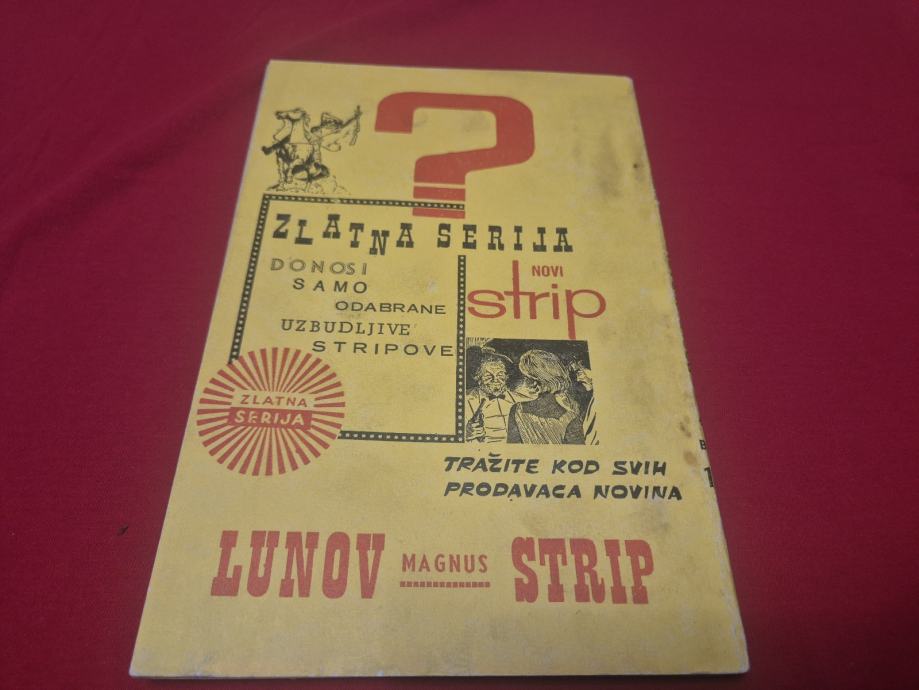 ?
ZLATNA SERIJA
DONOSI
SAMO
ODABRANE
UZBUDLJIVE
STRIPOVE
NOVI
strip
ZLATNA
SERIJA
TRAŽITE KOD SVIH
PRODAVACA NOVINA
LUNOV MAGNUS STRIP